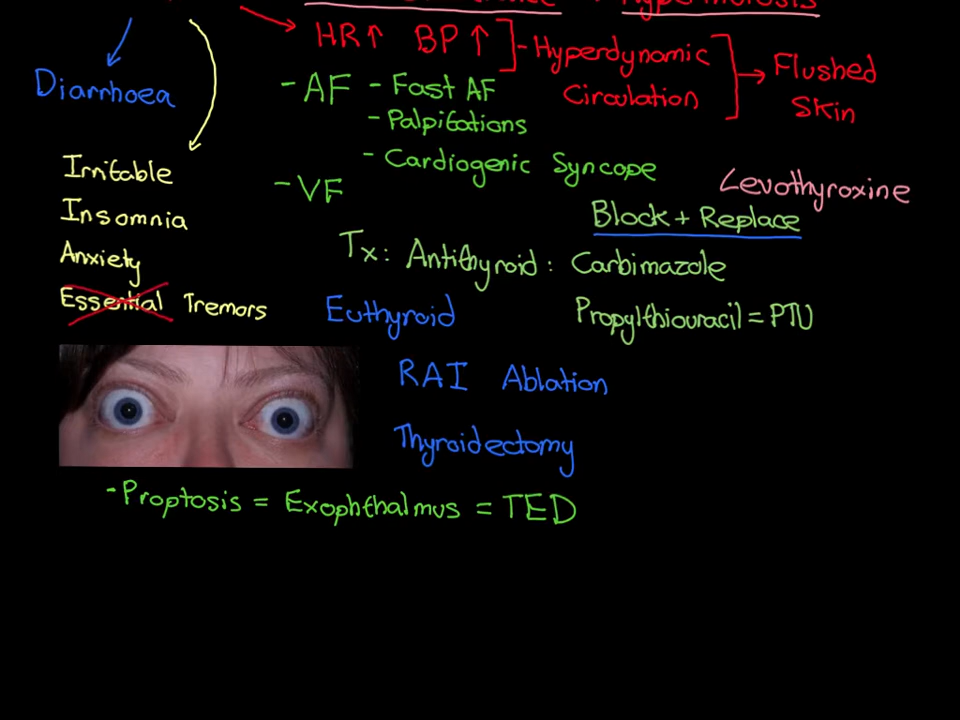 HR↑ BP↑ - Hyperdynamic Circulation → Flushed Skin
Diarrhoea
- AF - Fast AF
- Palpitations
- Cardiogenic Syncope
- VF
Irritable
Insomnia
Anxiety
Essential Tremors
Levothyroxine
Block + Replace
Tx: Antithyroid: Carbimazole
Propylthiouracil = PTU
Euthyroid
RAI Ablation
Thyroidectomy
- Proptosis = Exophthalmus = TED